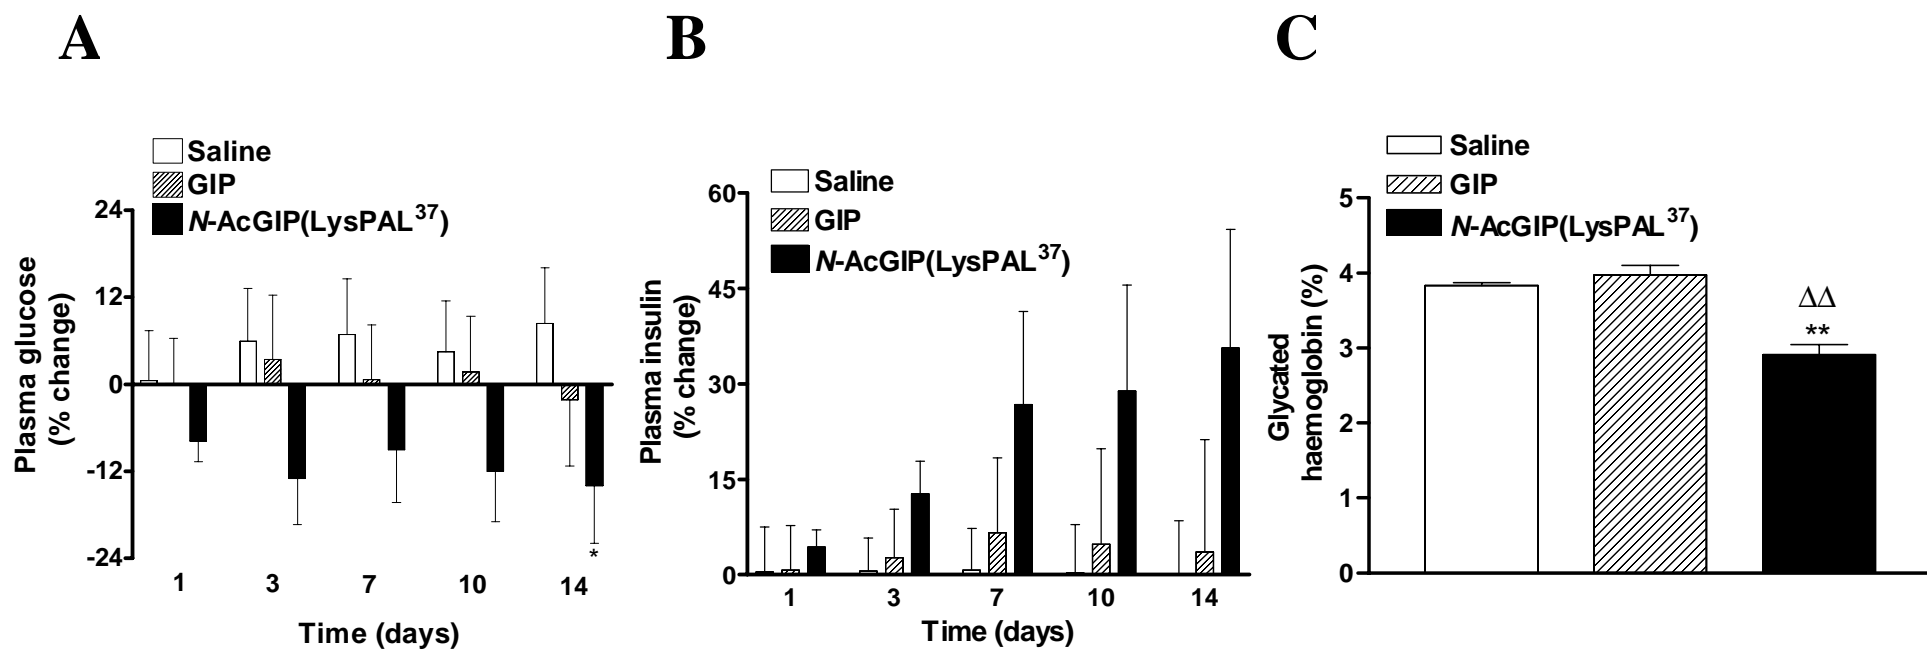 A
Saline
GIP
N-AcGIP(LysPAL37)
24
12
0
-12
-24
Plasma glucose
(% change)
*
1 3 7 10 14
Time (days)
B
Saline
GIP
N-AcGIP(LysPAL37)
60
45
30
15
0
Plasma insulin
(% change)
1 3 7 10 14
Time (days)
C
Saline
GIP
N-AcGIP(LysPAL37)
5
4
3
2
1
0
Glycated
haemoglobin (%)
ΔΔ
**